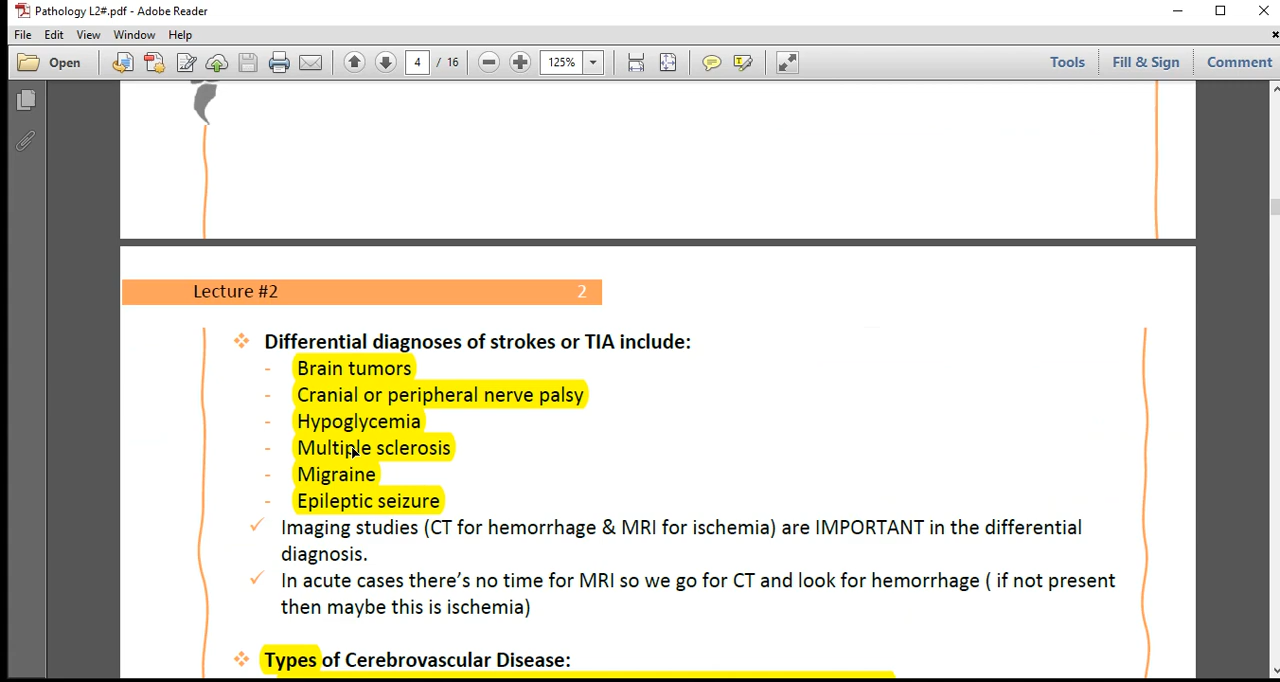 Pathology L2#.pdf - Adobe Reader
File Edit View Window Help
Open 4 / 16 125% Tools Fill & Sign Comment
Lecture #2 2
❖ Differential diagnoses of strokes or TIA include:
- Brain tumors
- Cranial or peripheral nerve palsy
- Hypoglycemia
- Multiple sclerosis
- Migraine
- Epileptic seizure
✓ Imaging studies (CT for hemorrhage & MRI for ischemia) are IMPORTANT in the differential
diagnosis.
✓ In acute cases there's no time for MRI so we go for CT and look for hemorrhage ( if not present
then maybe this is ischemia)
❖ Types of Cerebrovascular Disease: